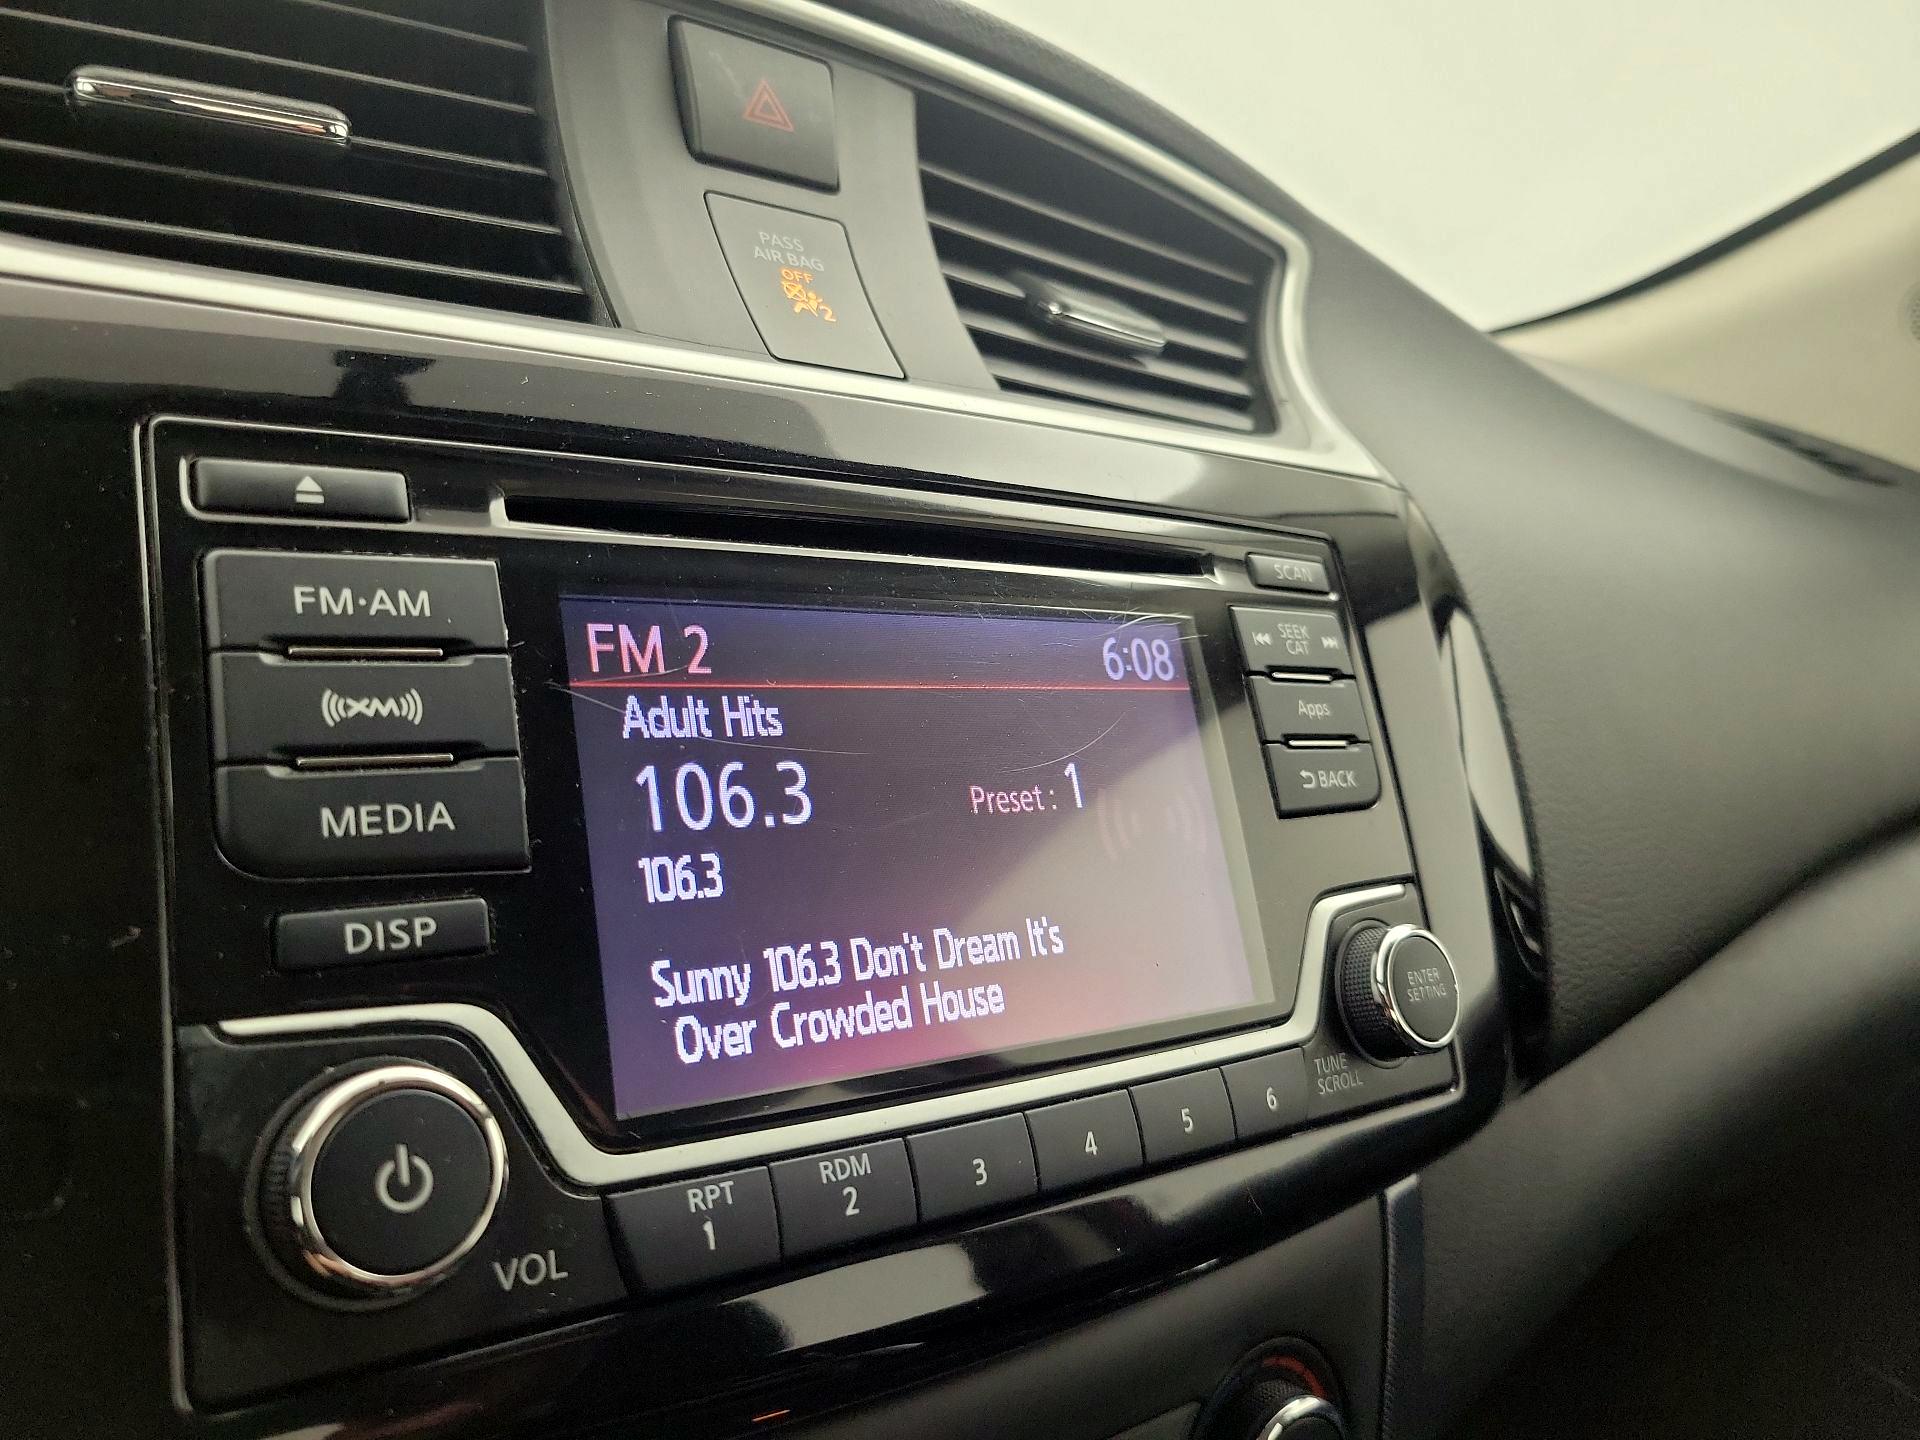 PASS
AIR BAG
OFF
2
FM·AM
XM
MEDIA
DISP
VOL
FM 2 6:08
Adult Hits
106.3 Preset : 1
106.3
Sunny 106.3 Don't Dream It's
Over Crowded House
SCAN
SEEK
CAT
Apps
BACK
ENTER
SETTING
TUNE
SCROLL
RPT
1
RDM
2
3
4
5
6